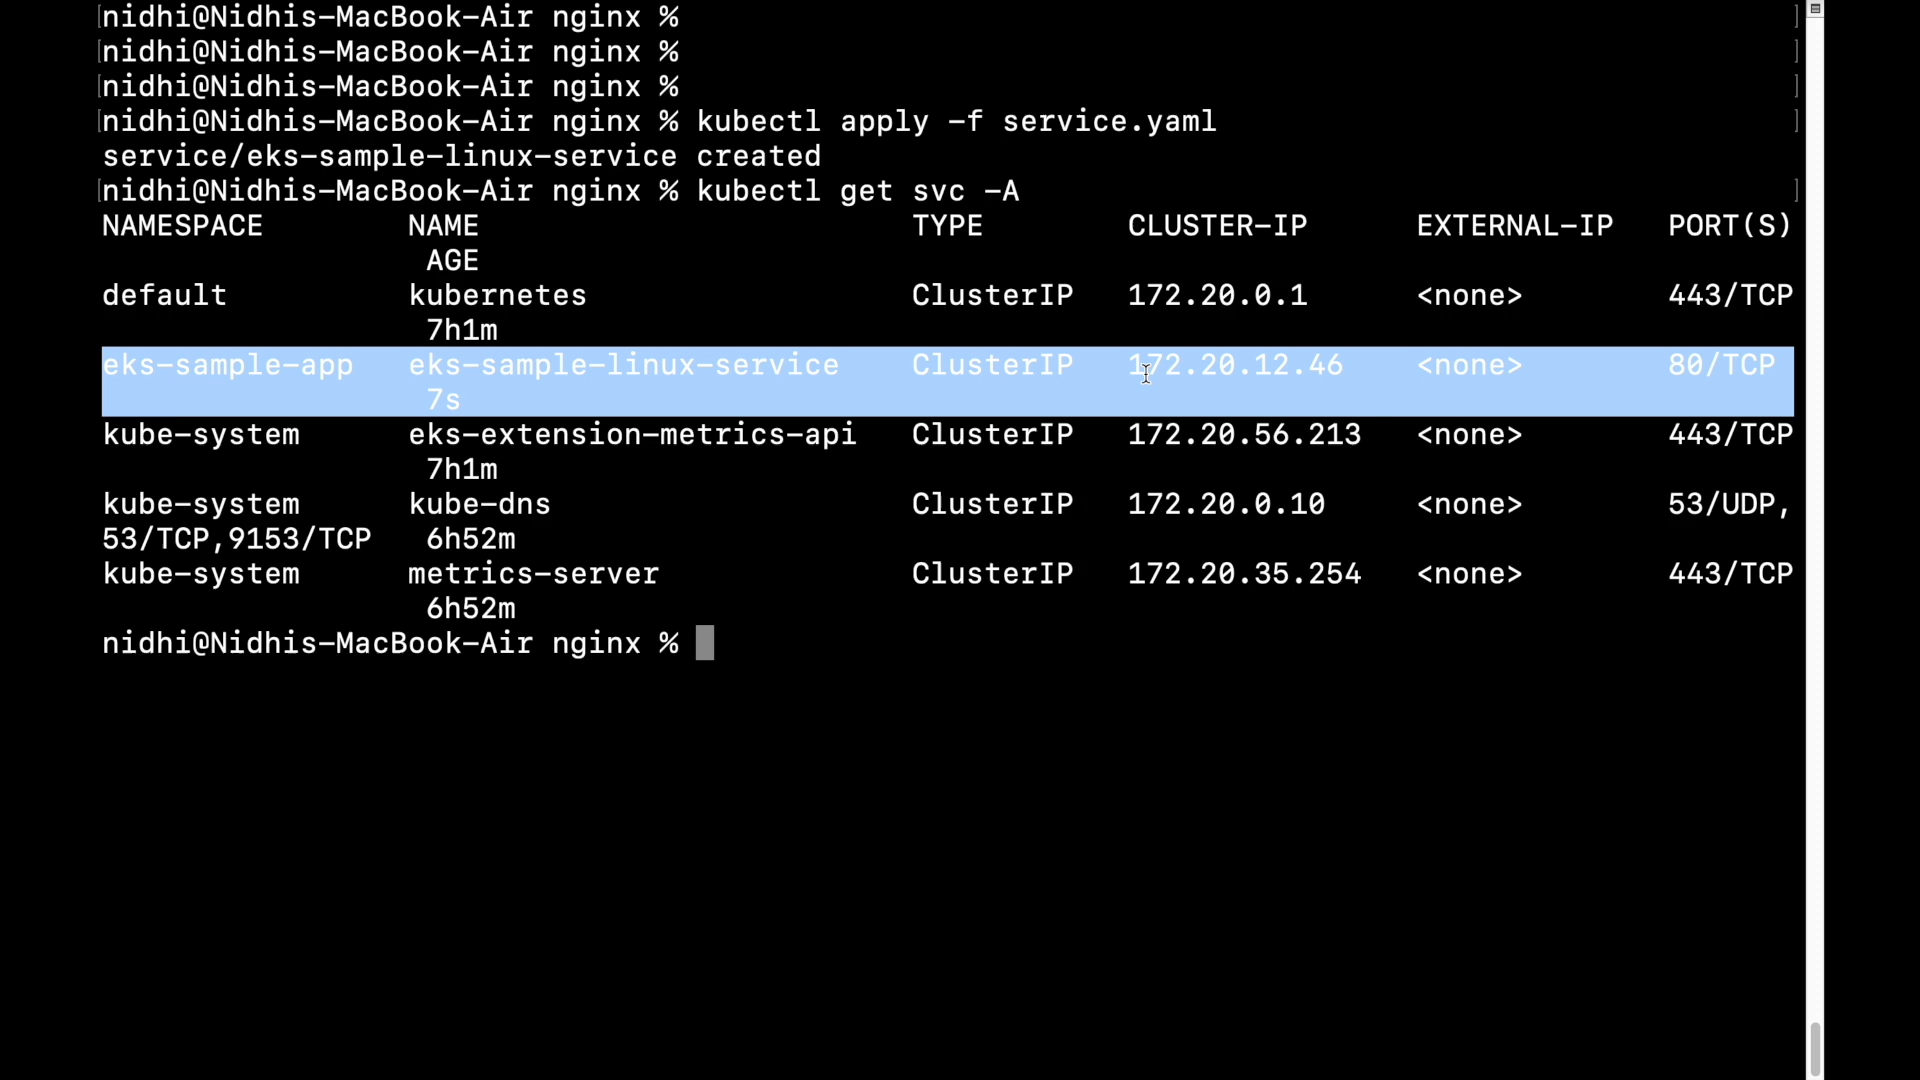 nidhi@Nidhis-MacBook-Air nginx %
nidhi@Nidhis-MacBook-Air nginx %
nidhi@Nidhis-MacBook-Air nginx %
nidhi@Nidhis-MacBook-Air nginx % kubectl apply -f service.yaml
service/eks-sample-linux-service created
nidhi@Nidhis-MacBook-Air nginx % kubectl get svc -A
NAMESPACE        NAME                        TYPE        CLUSTER-IP      EXTERNAL-IP   PORT(S)
                  AGE
default          kubernetes                  ClusterIP   172.20.0.1      <none>        443/TCP
                  7h1m
eks-sample-app   eks-sample-linux-service    ClusterIP   172.20.12.46    <none>        80/TCP
                  7s
kube-system      eks-extension-metrics-api   ClusterIP   172.20.56.213   <none>        443/TCP
                  7h1m
kube-system      kube-dns                    ClusterIP   172.20.0.10     <none>        53/UDP,
53/TCP,9153/TCP   6h52m
kube-system      metrics-server              ClusterIP   172.20.35.254   <none>        443/TCP
                  6h52m
nidhi@Nidhis-MacBook-Air nginx %